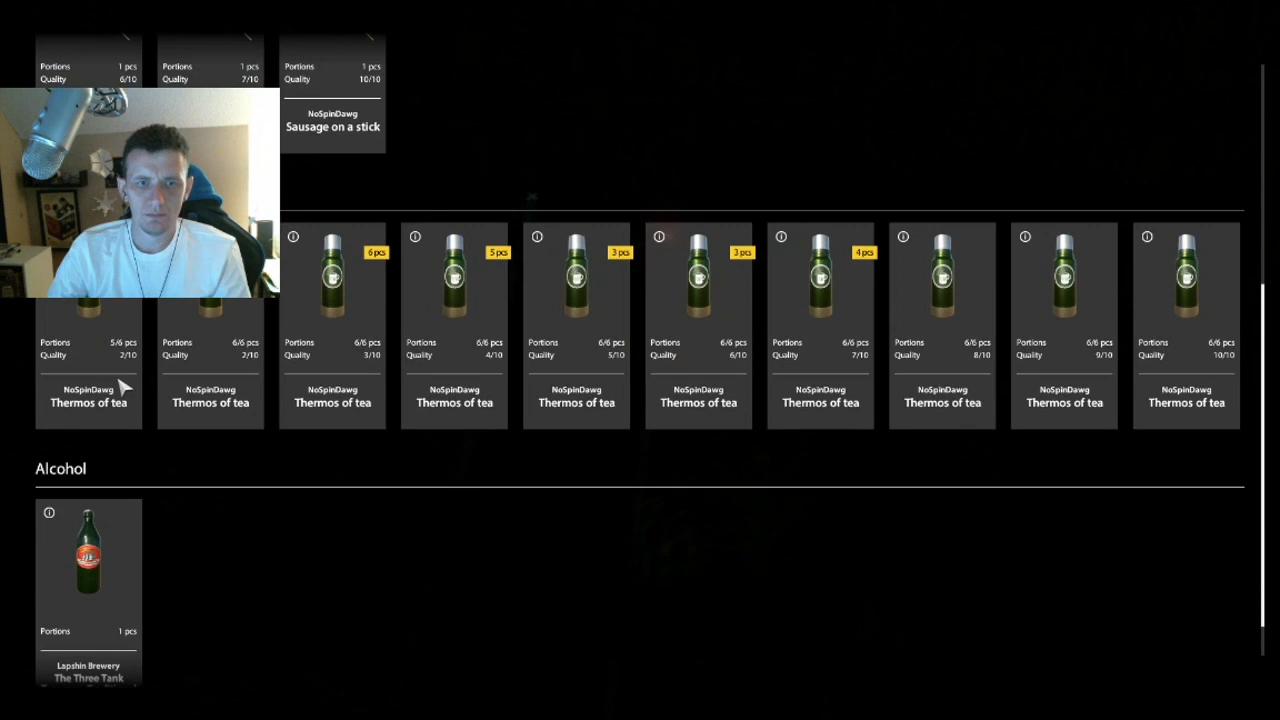 Portions 1 pcs
Quality 6/10
Portions 1 pcs
Quality 7/10
Portions 1 pcs
Quality 10/10
NoSpinDawg
Sausage on a stick
Portions 5/6 pcs
Quality 2/10
NoSpinDawg
Thermos of tea
Portions 6/6 pcs
Quality 2/10
NoSpinDawg
Thermos of tea
6 pcs
Portions 6/6 pcs
Quality 3/10
NoSpinDawg
Thermos of tea
5 pcs
Portions 6/6 pcs
Quality 4/10
NoSpinDawg
Thermos of tea
3 pcs
Portions 6/6 pcs
Quality 5/10
NoSpinDawg
Thermos of tea
3 pcs
Portions 6/6 pcs
Quality 6/10
NoSpinDawg
Thermos of tea
4 pcs
Portions 6/6 pcs
Quality 7/10
NoSpinDawg
Thermos of tea
Portions 6/6 pcs
Quality 8/10
NoSpinDawg
Thermos of tea
Portions 6/6 pcs
Quality 9/10
NoSpinDawg
Thermos of tea
Portions 6/6 pcs
Quality 10/10
NoSpinDawg
Thermos of tea
Alcohol
Portions 1 pcs
Lapshin Brewery
The Three Tank